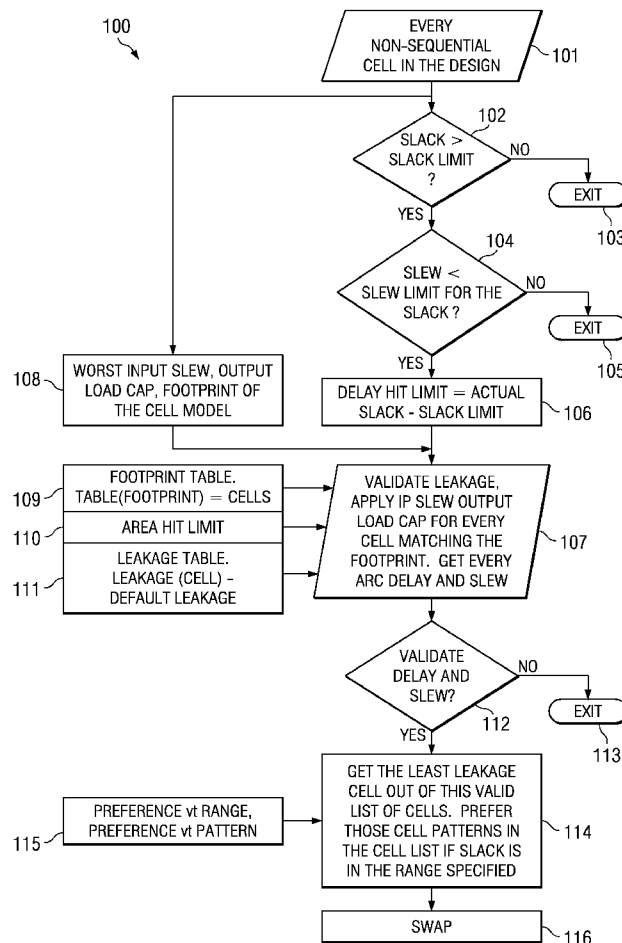 100
EVERY
NON-SEQUENTIAL
CELL IN THE DESIGN
101
102
SLACK >
SLACK LIMIT
?
NO
EXIT
103
YES
104
SLEW <
SLEW LIMIT FOR THE
SLACK ?
NO
EXIT
105
YES
108
WORST INPUT SLEW, OUTPUT
LOAD CAP, FOOTPRINT OF
THE CELL MODEL
DELAY HIT LIMIT = ACTUAL
SLACK - SLACK LIMIT
106
109
FOOTPRINT TABLE.
TABLE(FOOTPRINT) = CELLS
110
AREA HIT LIMIT
111
LEAKAGE TABLE.
LEAKAGE (CELL) -
DEFAULT LEAKAGE
VALIDATE LEAKAGE,
APPLY IP SLEW OUTPUT
LOAD CAP FOR EVERY
CELL MATCHING THE
FOOTPRINT. GET EVERY
ARC DELAY AND SLEW
107
VALIDATE
DELAY AND
SLEW?
NO
112
EXIT
113
YES
115
PREFERENCE vt RANGE,
PREFERENCE vt PATTERN
GET THE LEAST LEAKAGE
CELL OUT OF THIS VALID
LIST OF CELLS. PREFER
THOSE CELL PATTERNS IN
THE CELL LIST IF SLACK IS
IN THE RANGE SPECIFIED
114
SWAP
116